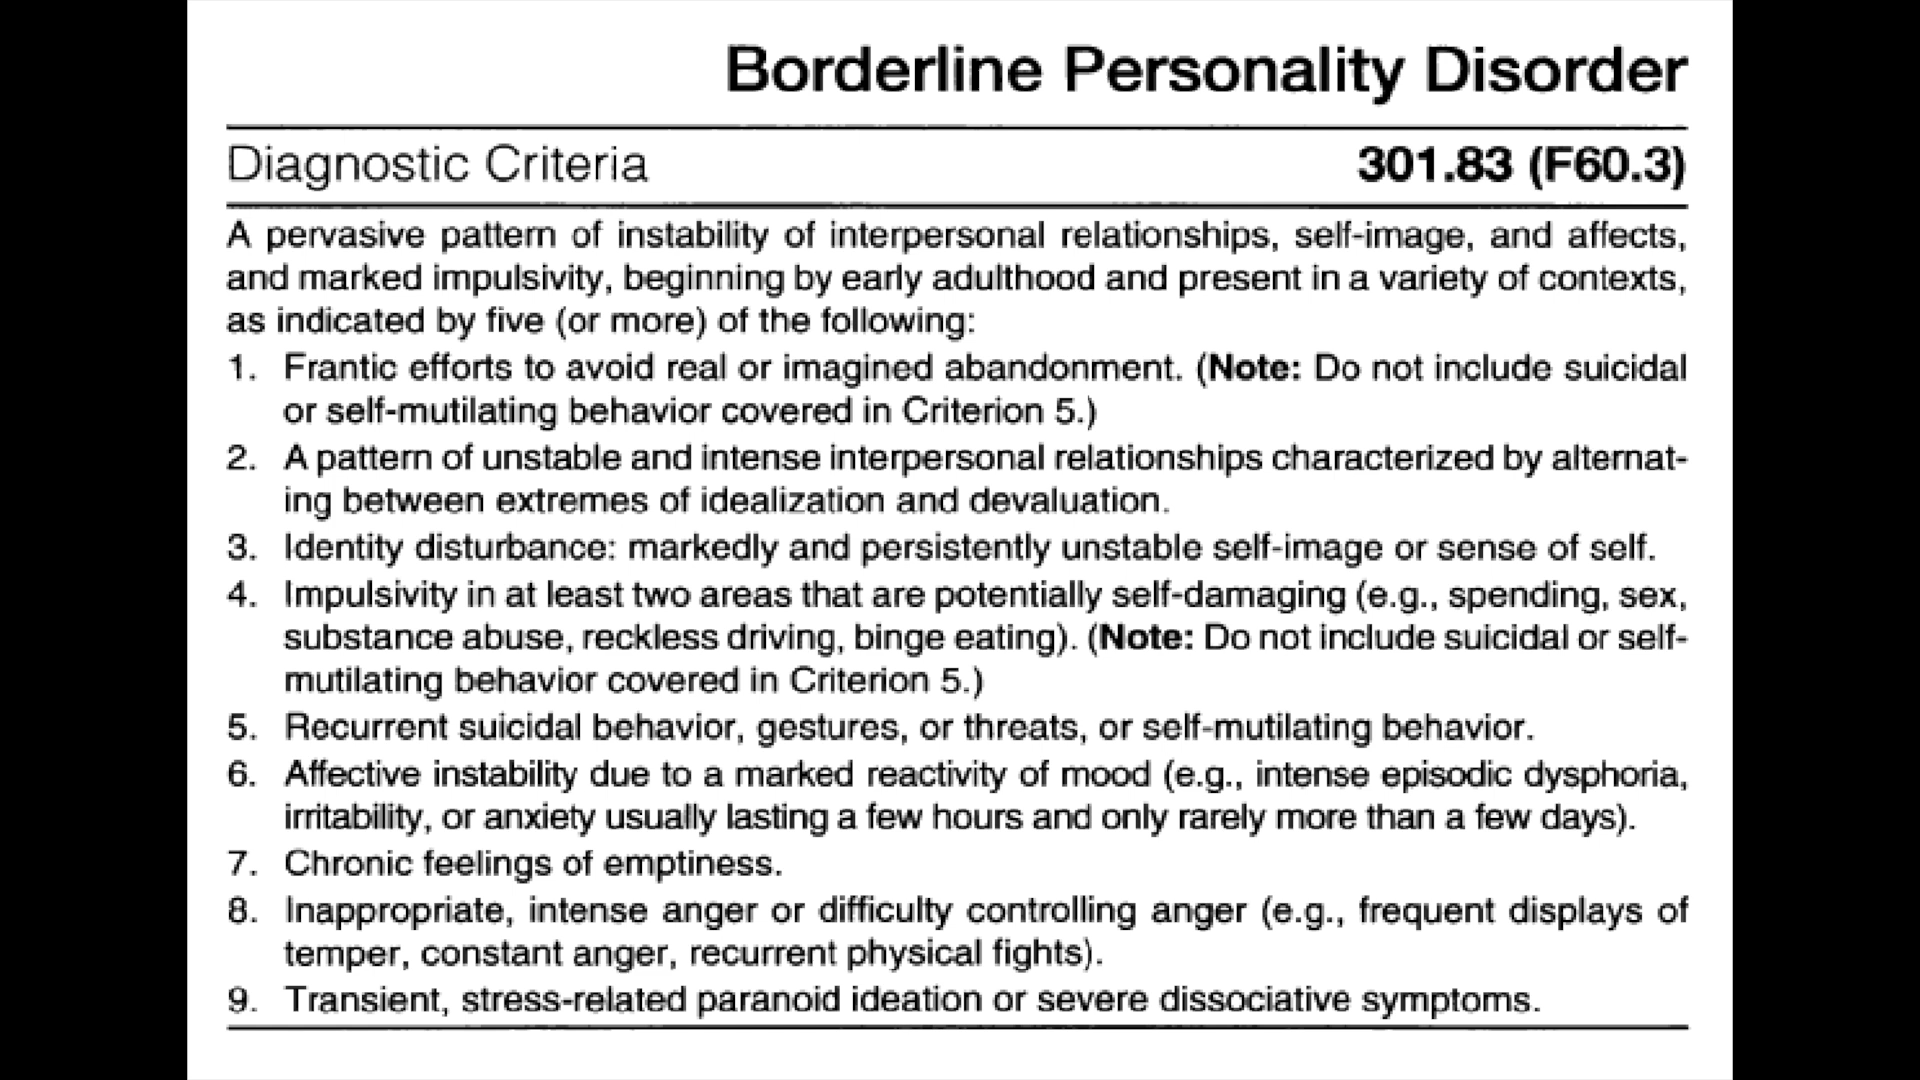 Borderline Personality Disorder
Diagnostic Criteria 301.83 (F60.3)
A pervasive pattern of instability of interpersonal relationships, self-image, and affects,
and marked impulsivity, beginning by early adulthood and present in a variety of contexts,
as indicated by five (or more) of the following:
1. Frantic efforts to avoid real or imagined abandonment. (Note: Do not include suicidal
or self-mutilating behavior covered in Criterion 5.)
2. A pattern of unstable and intense interpersonal relationships characterized by alternat-
ing between extremes of idealization and devaluation.
3. Identity disturbance: markedly and persistently unstable self-image or sense of self.
4. Impulsivity in at least two areas that are potentially self-damaging (e.g., spending, sex,
substance abuse, reckless driving, binge eating). (Note: Do not include suicidal or self-
mutilating behavior covered in Criterion 5.)
5. Recurrent suicidal behavior, gestures, or threats, or self-mutilating behavior.
6. Affective instability due to a marked reactivity of mood (e.g., intense episodic dysphoria,
irritability, or anxiety usually lasting a few hours and only rarely more than a few days).
7. Chronic feelings of emptiness.
8. Inappropriate, intense anger or difficulty controlling anger (e.g., frequent displays of
temper, constant anger, recurrent physical fights).
9. Transient, stress-related paranoid ideation or severe dissociative symptoms.